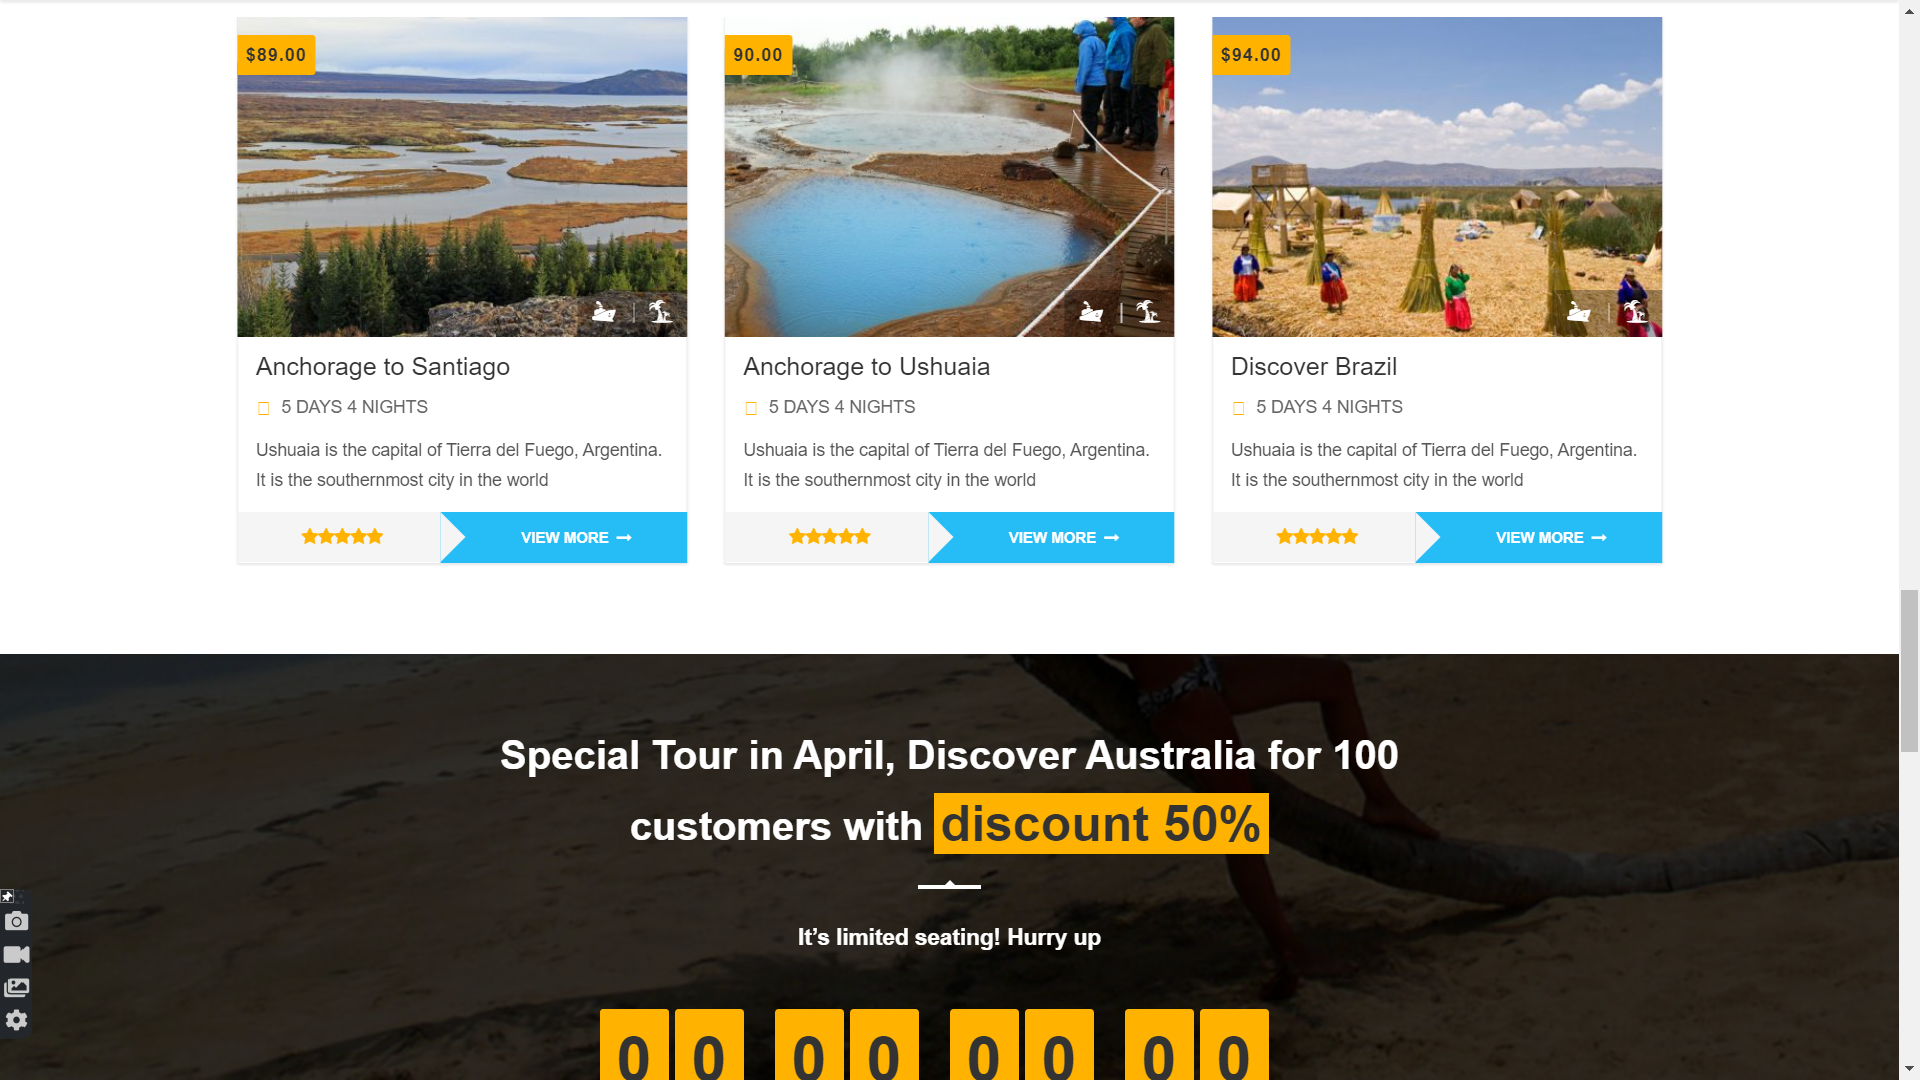 $89.00
90.00
$94.00
Anchorage to Santiago
5 DAYS 4 NIGHTS
Ushuaia is the capital of Tierra del Fuego, Argentina.
It is the southernmost city in the world
VIEW MORE
Anchorage to Ushuaia
5 DAYS 4 NIGHTS
Ushuaia is the capital of Tierra del Fuego, Argentina.
It is the southernmost city in the world
VIEW MORE
Discover Brazil
5 DAYS 4 NIGHTS
Ushuaia is the capital of Tierra del Fuego, Argentina.
It is the southernmost city in the world
VIEW MORE
Special Tour in April, Discover Australia for 100
customers with discount 50%
It’s limited seating! Hurry up
0 0 0 0 0 0 0 0